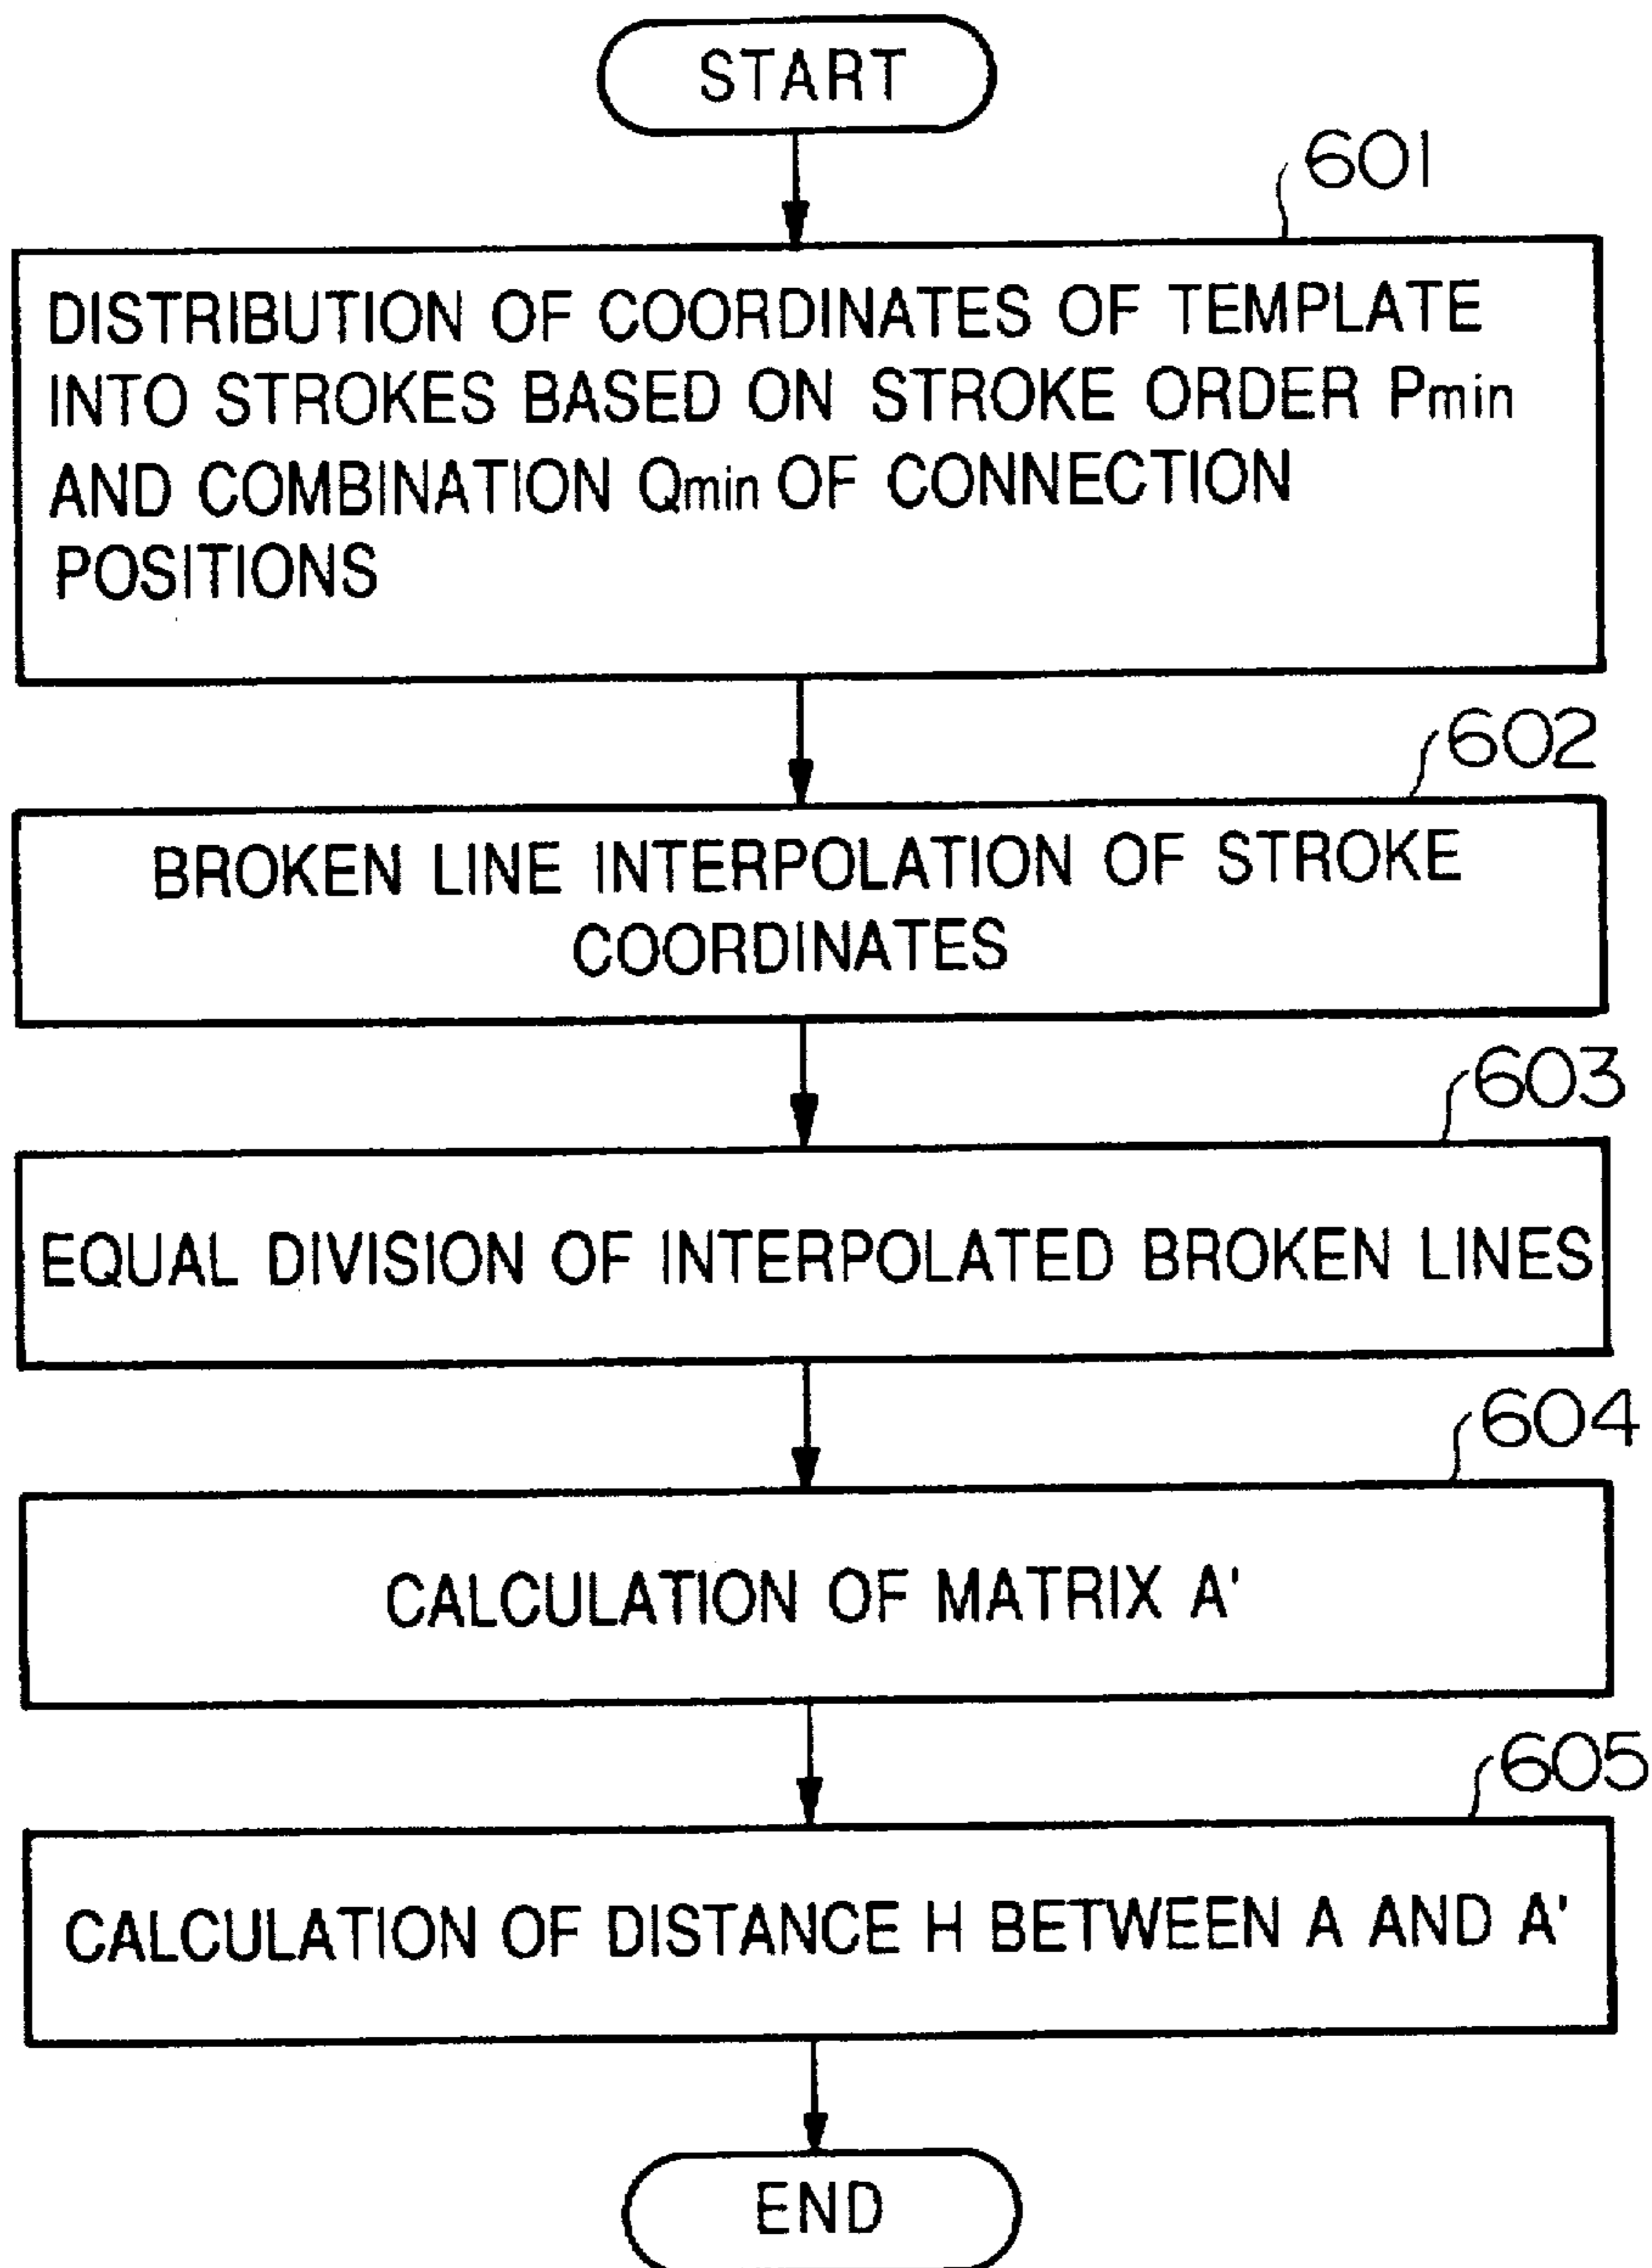 START
601
DISTRIBUTION OF COORDINATES OF TEMPLATE
INTO STROKES BASED ON STROKE ORDER Pmin
AND COMBINATION Qmin OF CONNECTION
POSITIONS
602
BROKEN LINE INTERPOLATION OF STROKE
COORDINATES
603
EQUAL DIVISION OF INTERPOLATED BROKEN LINES
604
CALCULATION OF MATRIX A'
605
CALCULATION OF DISTANCE H BETWEEN A AND A'
END